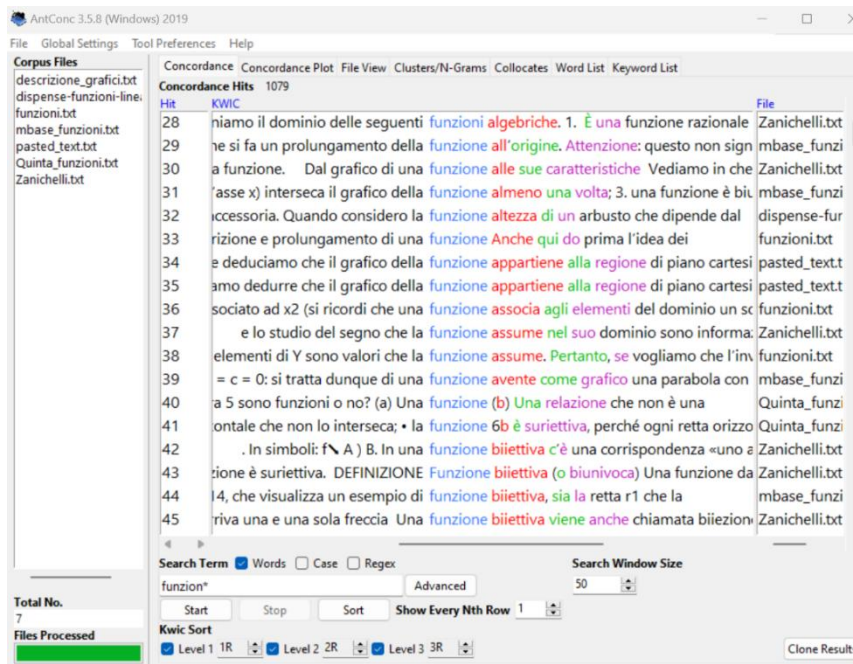 AntConc 3.5.8 (Windows) 2019
File Global Settings Tool Preferences Help
Corpus Files
descrizione_grafici.txt
dispense-funzioni-linea
funzioni.txt
mbase_funzioni.txt
pasted_text.txt
Quinta_funzioni.txt
Zanichelli.txt
Concordance Concordance Plot File View Clusters/N-Grams Collocates Word List Keyword List
Concordance Hits 1079
Hit KWIC File
28 niamo il dominio delle seguenti funzioni algebriche. 1. È una funzione razionale Zanichelli.txt
29 ne si fa un prolungamento della funzione all'origine. Attenzione: questo non sign mbase_funzi
30 a funzione. Dal grafico di una funzione alle sue caratteristiche Vediamo in che Zanichelli.txt
31 'asse x) interseca il grafico della funzione almeno una volta; 3. una funzione è biu mbase_funzi
32 accessoria. Quando considero la funzione altezza di un arbusto che dipende dal dispense-fur
33 rizione e prolungamento di una funzione Anche qui do prima l'idea dei funzioni.txt
34 e deduciamo che il grafico della funzione appartiene alla regione di piano cartesi pasted_text.t
35 amo dedurre che il grafico della funzione appartiene alla regione di piano cartesi pasted_text.t
36 sociato ad x2 (si ricordi che una funzione associa agli elementi del dominio un sc funzioni.txt
37 e lo studio del segno che la funzione assume nel suo dominio sono informa: Zanichelli.txt
38 elementi di Y sono valori che la funzione assume. Pertanto, se vogliamo che l'inv funzioni.txt
39 = c = 0: si tratta dunque di una funzione avente come grafico una parabola con mbase_funzi
40 ra 5 sono funzioni o no? (a) Una funzione (b) Una relazione che non è una Quinta_funzi
41 contale che non lo interseca; • la funzione 6b è suriettiva, perché ogni retta orizzo Quinta_funzi
42 . In simboli: f A ) B. In una funzione biiettiva c'è una corrispondenza «uno a Zanichelli.txt
43 zione è suriettiva. DEFINIZIONE Funzione biiettiva (o biunivoca) Una funzione da Zanichelli.txt
44 14, che visualizza un esempio di funzione biiettiva, sia la retta r1 che la mbase_funzi
45 rriva una e una sola freccia Una funzione biiettiva viene anche chiamata biiezion Zanichelli.txt
Search Term Words Case Regex Search Window Size
funzion* Advanced 50
Start Stop Sort Show Every Nth Row 1
Kwic Sort
Level 1 1R Level 2 2R Level 3 3R Clone Result
Total No.
7
Files Processed